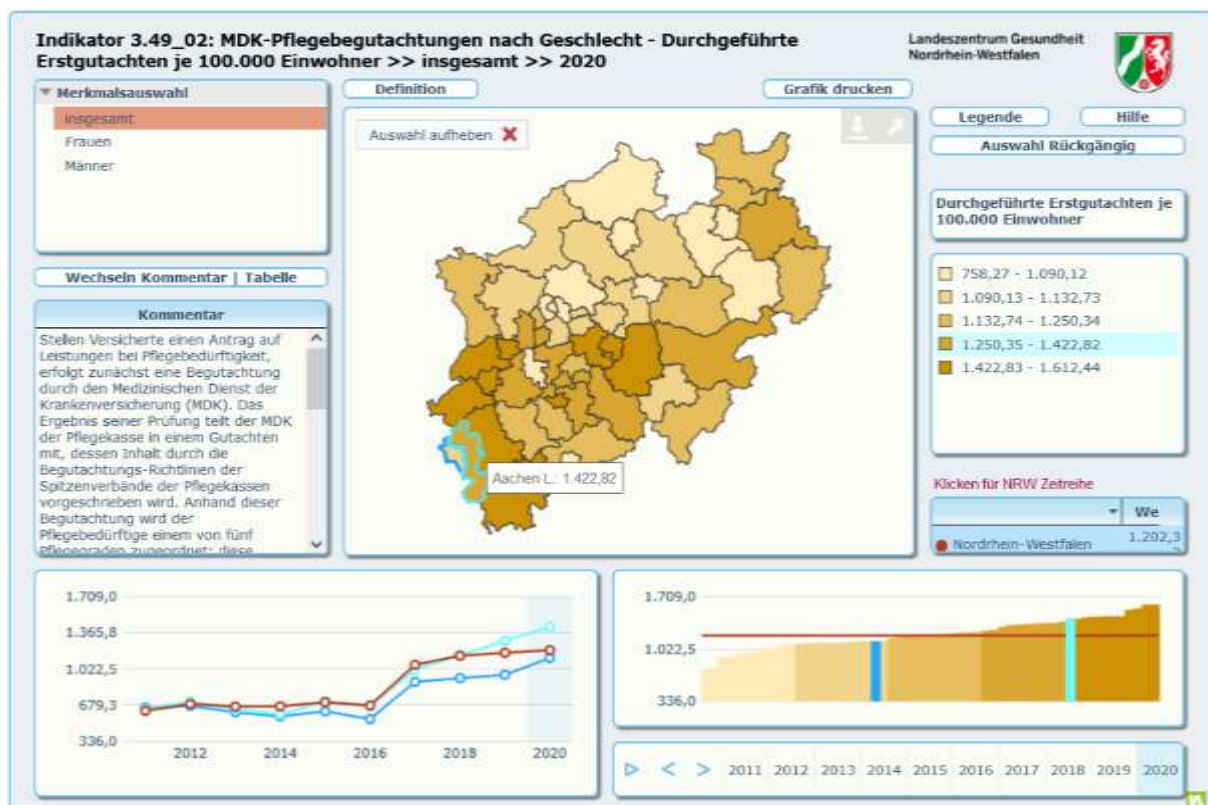 Indikator 3.49_02: MDK-Pflegebegutachtungen nach Geschlecht - Durchgeführte
Erstgutachten je 100.000 Einwohner >> insgesamt >> 2020
Landeszentrum Gesundheit
Nordrhein-Westfalen
Merkmalsauswahl
insgesamt
Frauen
Männer
Definition
Grafik drucken
Auswahl aufheben
Legende
Hilfe
Auswahl Rückgängig
Durchgeführte Erstgutachten je
100.000 Einwohner
758,27 - 1.090,12
1.090,13 - 1.132,73
1.132,74 - 1.250,34
1.250,35 - 1.422,82
1.422,83 - 1.612,44
Wechseln Kommentar | Tabelle
Kommentar
Stellen Versicherte einen Antrag auf
Leistungen bei Pflegebedürftigkeit,
erfolgt zunächst eine Begutachtung
durch den Medizinischen Dienst der
Krankenversicherung (MDK). Das
Ergebnis seiner Prüfung teilt der MDK
der Pflegekasse in einem Gutachten
mit, dessen Inhalt durch die
Begutachtungs-Richtlinien der
Spitzenverbände der Pflegekassen
vorgeschrieben wird. Anhand dieser
Begutachtung wird der
Pflegebedürftige einem von fünf
Pflegegraden zugeordnet; diese
Aachen L.: 1.422,82
Klicken für NRW Zeitreihe
We
Nordrhein-Westfalen
1.202,3
1.709,0
1.365,8
1.022,5
679,3
336,0
2012 2014 2016 2018 2020
1.709,0
1.022,5
336,0
2011 2012 2013 2014 2015 2016 2017 2018 2019 2020